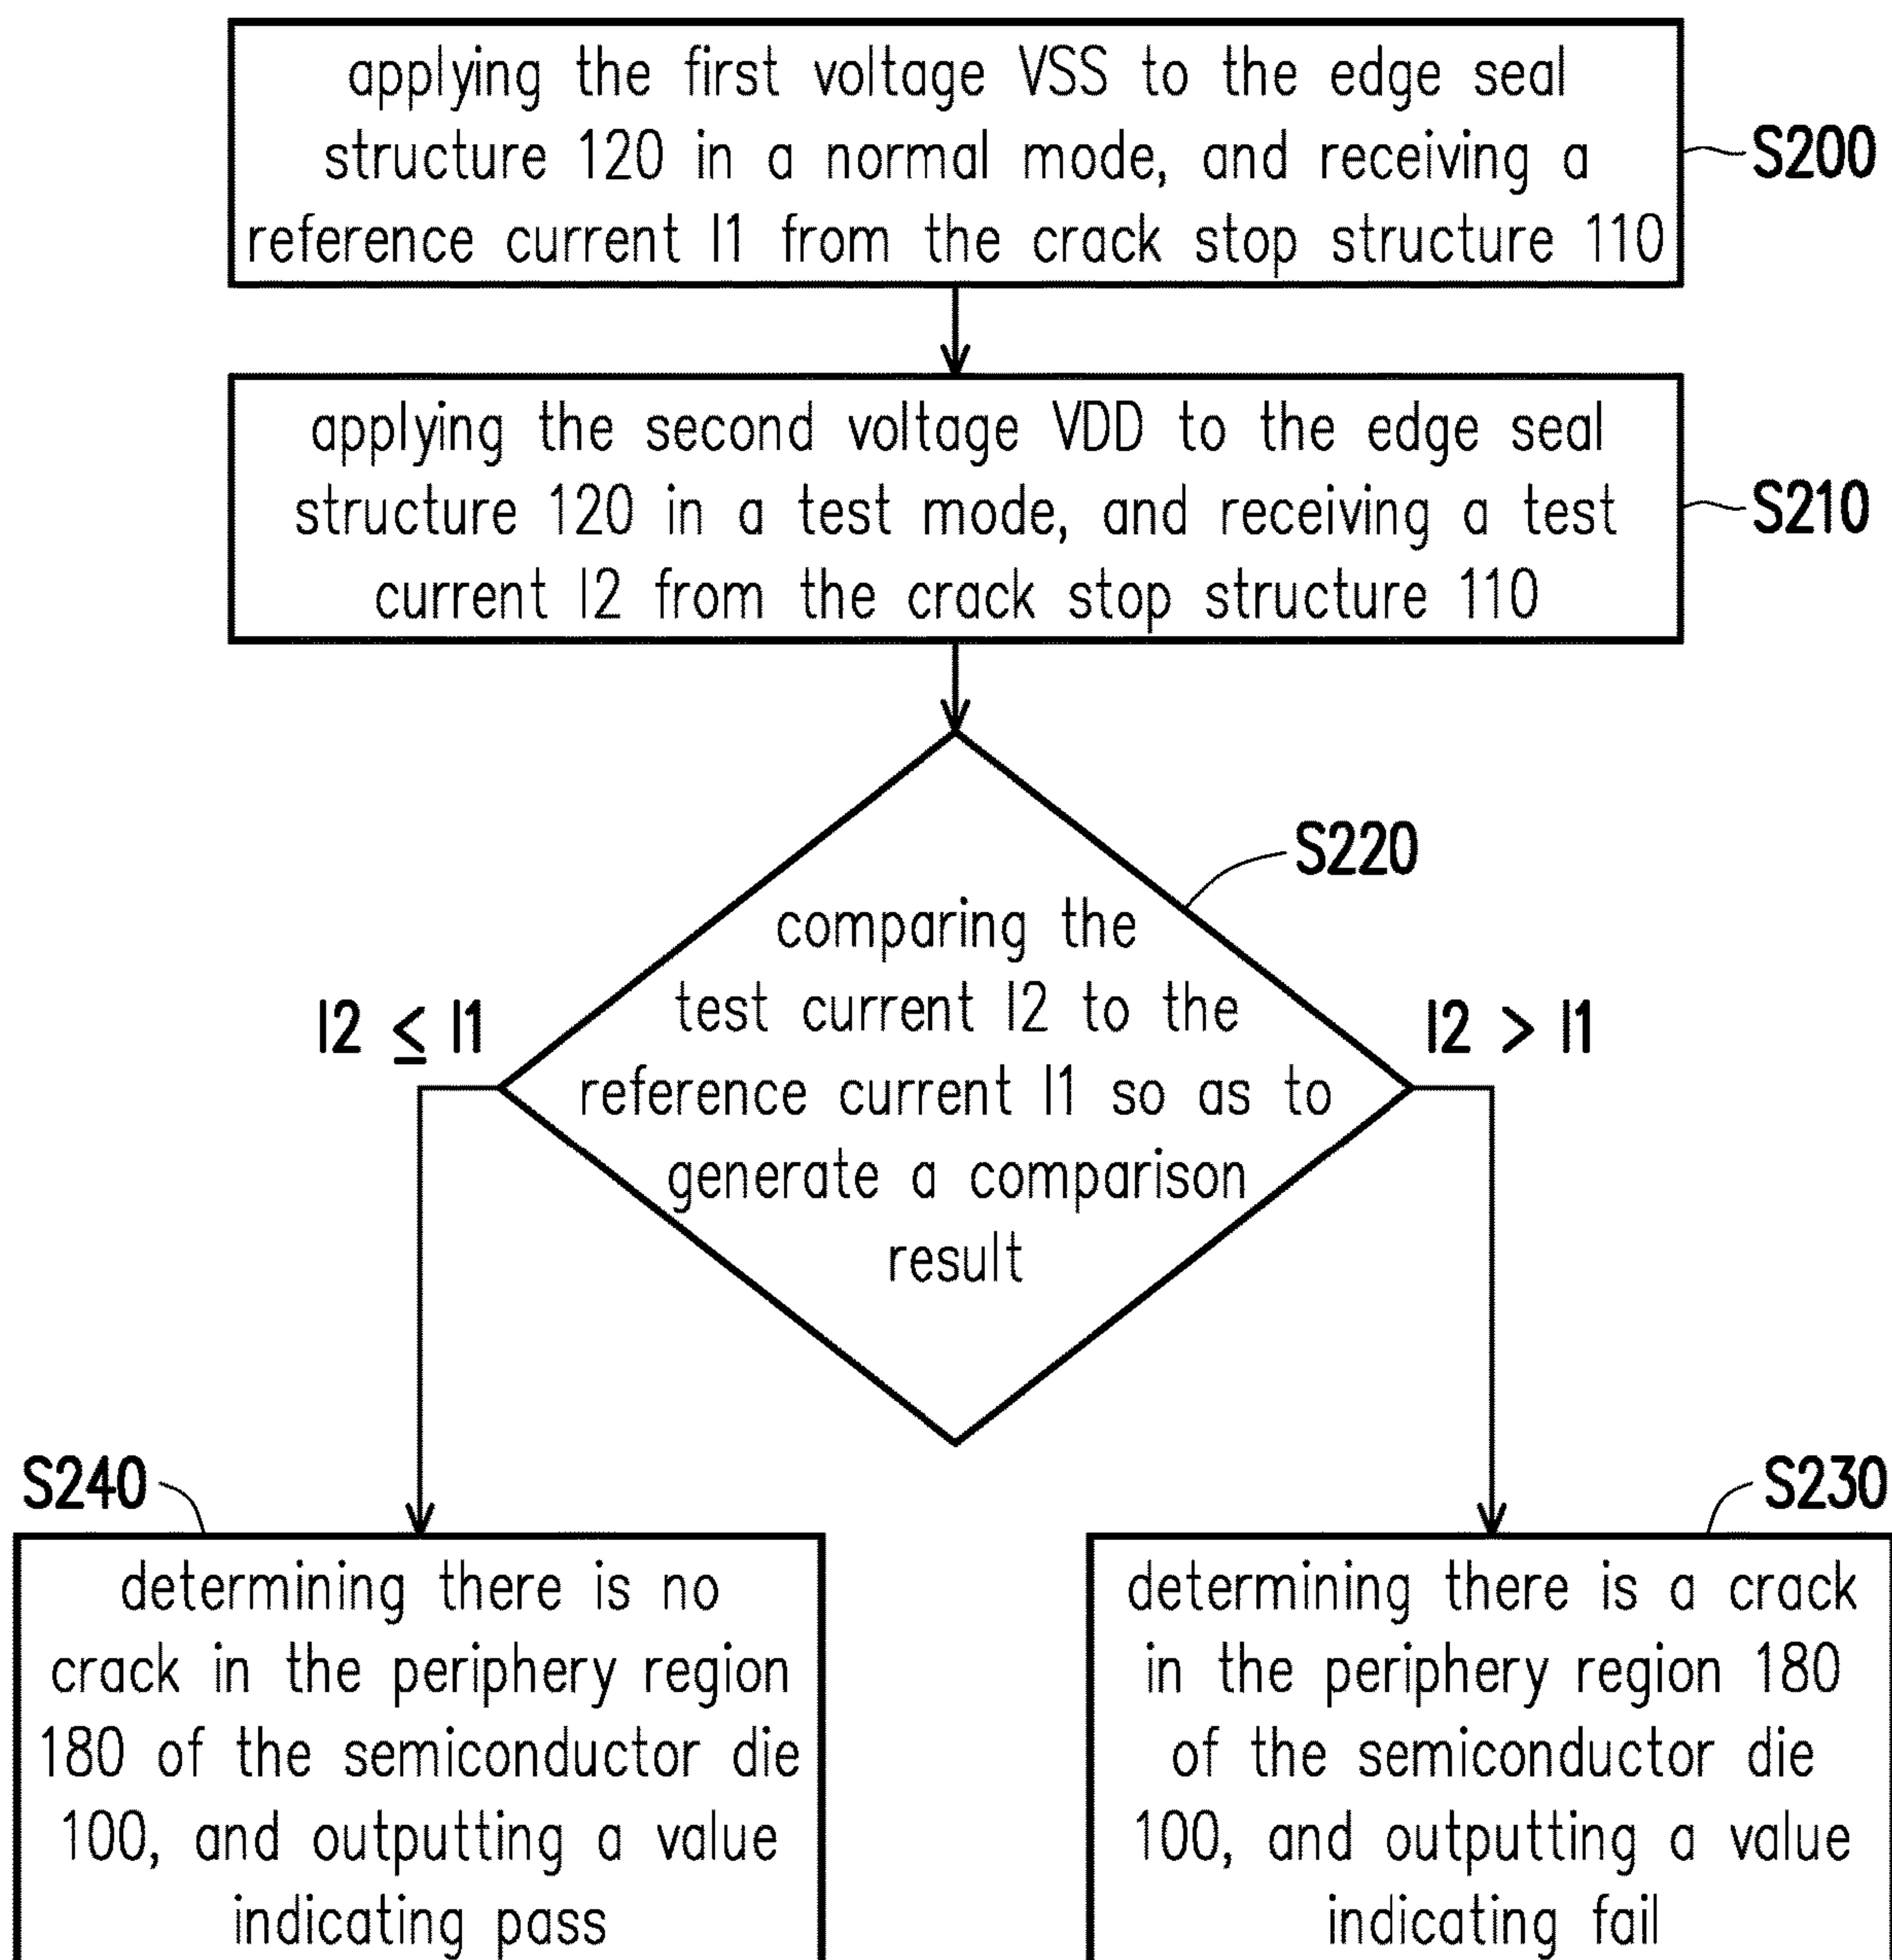 applying the first voltage VSS to the edge seal
structure 120 in a normal mode, and receiving a
reference current I1 from the crack stop structure 110
S200
applying the second voltage VDD to the edge seal
structure 120 in a test mode, and receiving a test
current I2 from the crack stop structure 110
S210
S220
comparing the
test current I2 to the
reference current I1 so as to
generate a comparison
result
I2 ≤ I1
I2 > I1
S240
determining there is no
crack in the periphery region
180 of the semiconductor die
100, and outputting a value
indicating pass
S230
determining there is a crack
in the periphery region 180
of the semiconductor die
100, and outputting a value
indicating fail